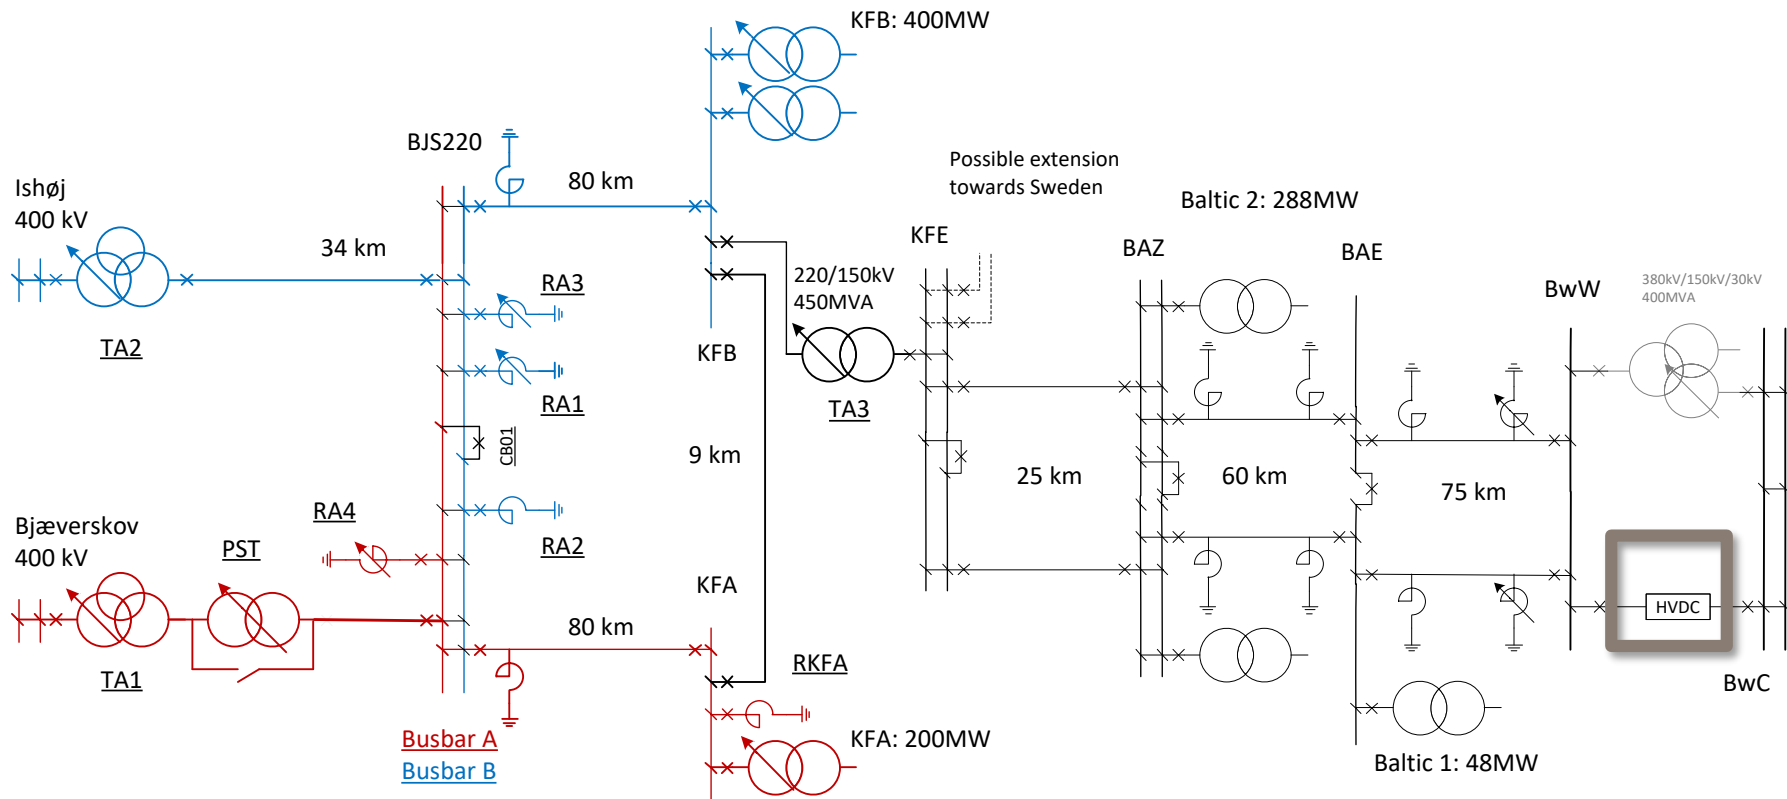 KFB: 400MW
BJS220
Possible extension
towards Sweden
80 km
Ishøj
400 kV
Baltic 2: 288MW
KFE
BAZ
BAE
34 km
220/150kV
450MVA
BwW
380kV/150kV/30kV
400MVA
RA3
TA2
KFB
RA1
TA3
CB01
9 km
25 km
60 km
75 km
RA4
Bjæverskov
400 kV
PST
RA2
KFA
HVDC
80 km
TA1
RKFA
BwC
Busbar A
Busbar B
KFA: 200MW
Baltic 1: 48MW